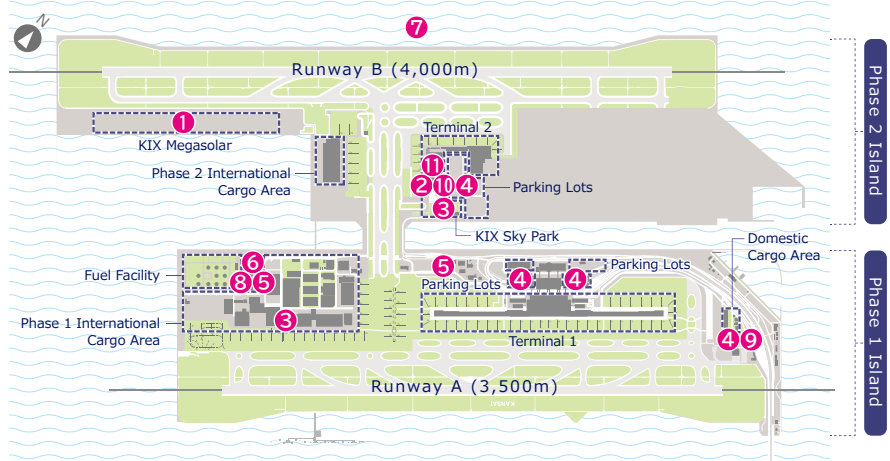 N
7
Runway B (4,000m)
1
KIX Megasolar
Terminal 2
Phase 2 International
Cargo Area
11
2 10 4
Parking Lots
3
KIX Sky Park
Phase 2 Island
Domestic
Cargo Area
6
5
Fuel Facility
8 5
4
4
Parking Lots
Parking Lots
3
Phase 1 International
Cargo Area
Terminal 1
4 9
Runway A (3,500m)
KANSAI
Phase 1 Island